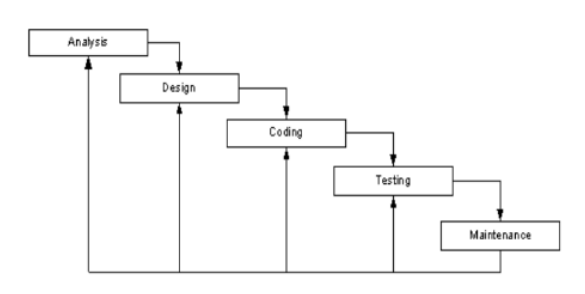 Analysis
Design
Coding
Testing
Maintenance